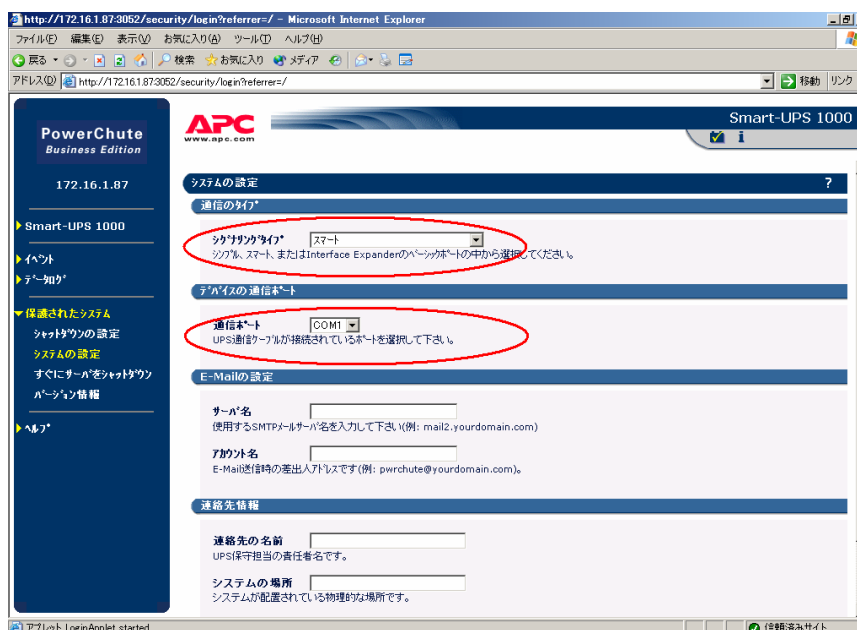 http://172.16.1.87:3052/security/login?referrer=/ - Microsoft Internet Explorer
ファイル(F) 編集(E) 表示(V) お気に入り(A) ツール(T) ヘルプ(H)
戻る 検索 お気に入り メディア
アドレス(D) http://172.16.1.87:3052/security/login?referrer=/ 移動 リンク
PowerChute
Business Edition
172.16.1.87
Smart-UPS 1000
ｲﾍﾞﾝﾄ
ﾃﾞｰﾀﾛｸﾞ
保護されたｼｽﾃﾑ
ｼｬｯﾄﾀﾞｳﾝの設定
ｼｽﾃﾑの設定
すぐにｻｰﾊﾞをｼｬｯﾄﾀﾞｳﾝ
ﾊﾞｰｼﾞｮﾝ情報
ﾍﾙﾌﾟ
APC
www.apc.com
Smart-UPS 1000
i
ｼｽﾃﾑの設定 ?
通信のﾀｲﾌﾟ
ｼｸﾞﾅﾘﾝｸﾞﾀｲﾌﾟ ｽﾏｰﾄ
ｼﾝﾌﾟﾙ、ｽﾏｰﾄ、またはInterface Expanderのﾍﾞｰｼｯｸﾎﾟｰﾄの中から選択してください。
ﾃﾞﾊﾞｲｽの通信ﾎﾟｰﾄ
通信ﾎﾟｰﾄ COM1
UPS通信ｹｰﾌﾞﾙが接続されているﾎﾟｰﾄを選択して下さい。
E-Mailの設定
ｻｰﾊﾞ名
使用するSMTPﾒｰﾙｻｰﾊﾞ名を入力して下さい(例: mail2.yourdomain.com)
ｱｶｳﾝﾄ名
E-Mail送信時の差出人ｱﾄﾞﾚｽです(例: pwrchute@yourdomain.com)。
連絡先情報
連絡先の名前
UPS保守担当の責任者名です。
システムの場所
システムが配置されている物理的な場所です。
アプレット LoginApplet started 信頼済みサイト